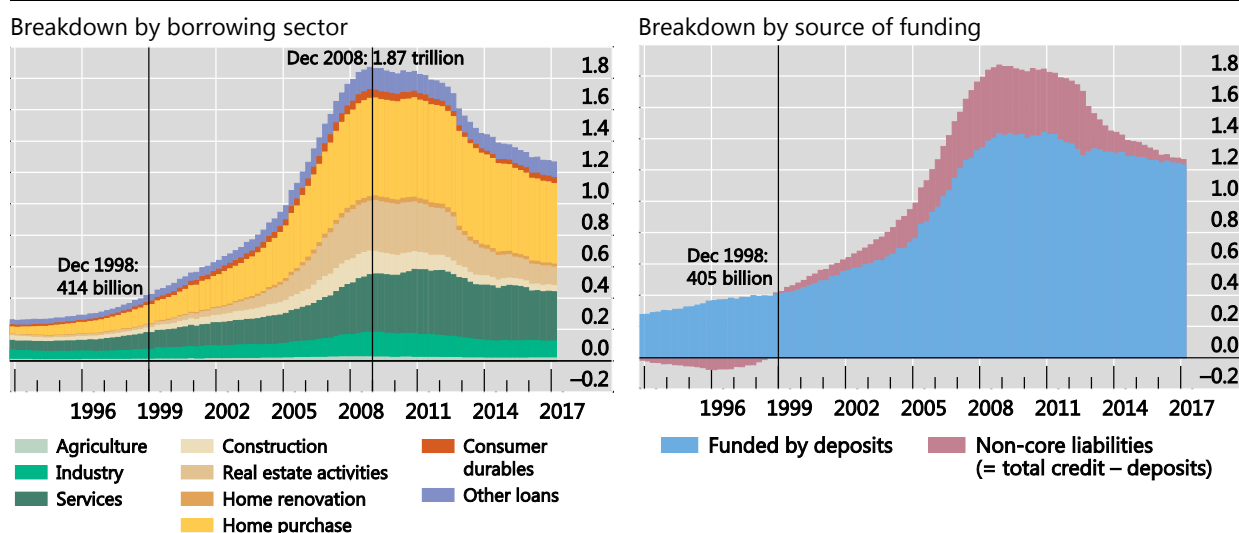 Breakdown by borrowing sector
Dec 2008: 1.87 trillion
Dec 1998:
414 billion
1.8
1.6
1.4
1.2
1.0
0.8
0.6
0.4
0.2
0.0
–0.2
1996 1999 2002 2005 2008 2011 2014 2017
Agriculture
Industry
Services
Construction
Real estate activities
Home renovation
Home purchase
Consumer
durables
Other loans
Breakdown by source of funding
Dec 1998:
405 billion
1.8
1.6
1.4
1.2
1.0
0.8
0.6
0.4
0.2
0.0
–0.2
1996 1999 2002 2005 2008 2011 2014 2017
Funded by deposits
Non-core liabilities
(= total credit – deposits)